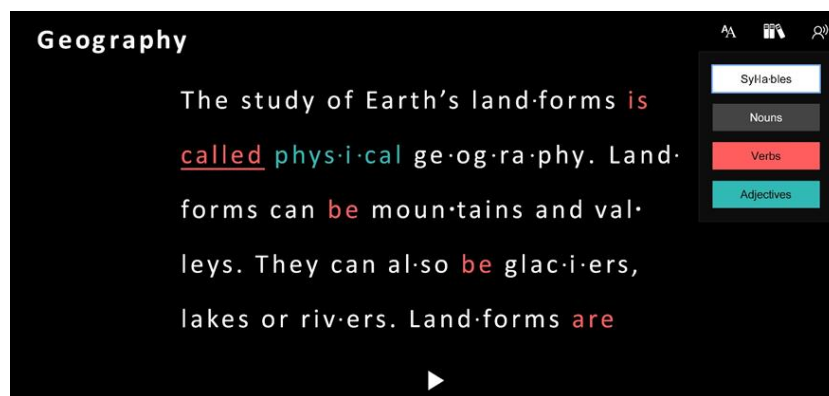 Geography
The study of Earth's land·forms is
called phys·i·cal ge·og·ra·phy. Land·
forms can be moun·tains and val·
leys. They can al·so be glac·i·ers,
lakes or riv·ers. Land·forms are
AA
Syl·la·bles
Nouns
Verbs
Adjectives